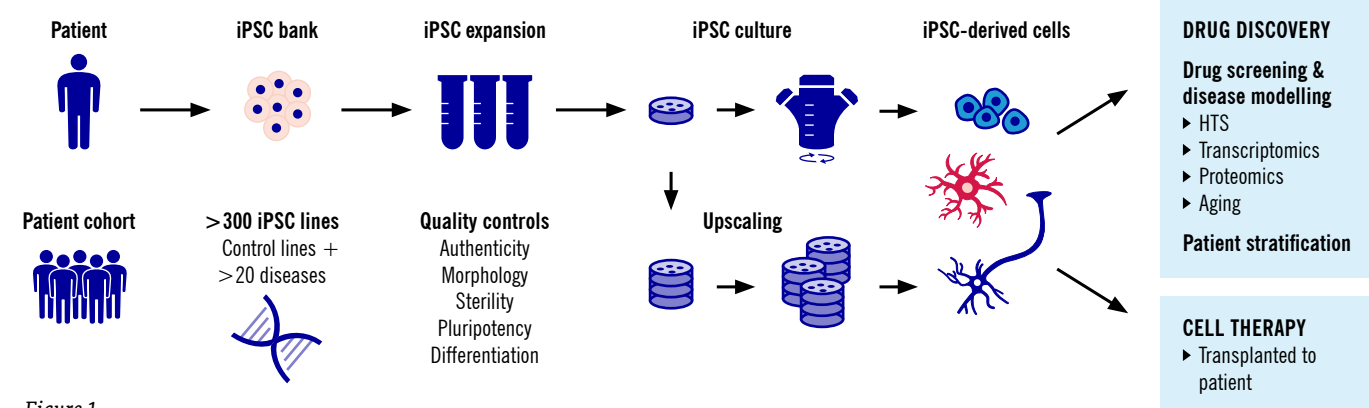 Patient
iPSC bank
iPSC expansion
iPSC culture
iPSC-derived cells
Patient cohort
>300 iPSC lines
Control lines +
>20 diseases
Quality controls
Authenticity
Morphology
Sterility
Pluripotency
Differentiation
Upscaling
DRUG DISCOVERY
Drug screening &
disease modelling
HTS
Transcriptomics
Proteomics
Aging
Patient stratification
CELL THERAPY
Transplanted to
patient
Figure 1